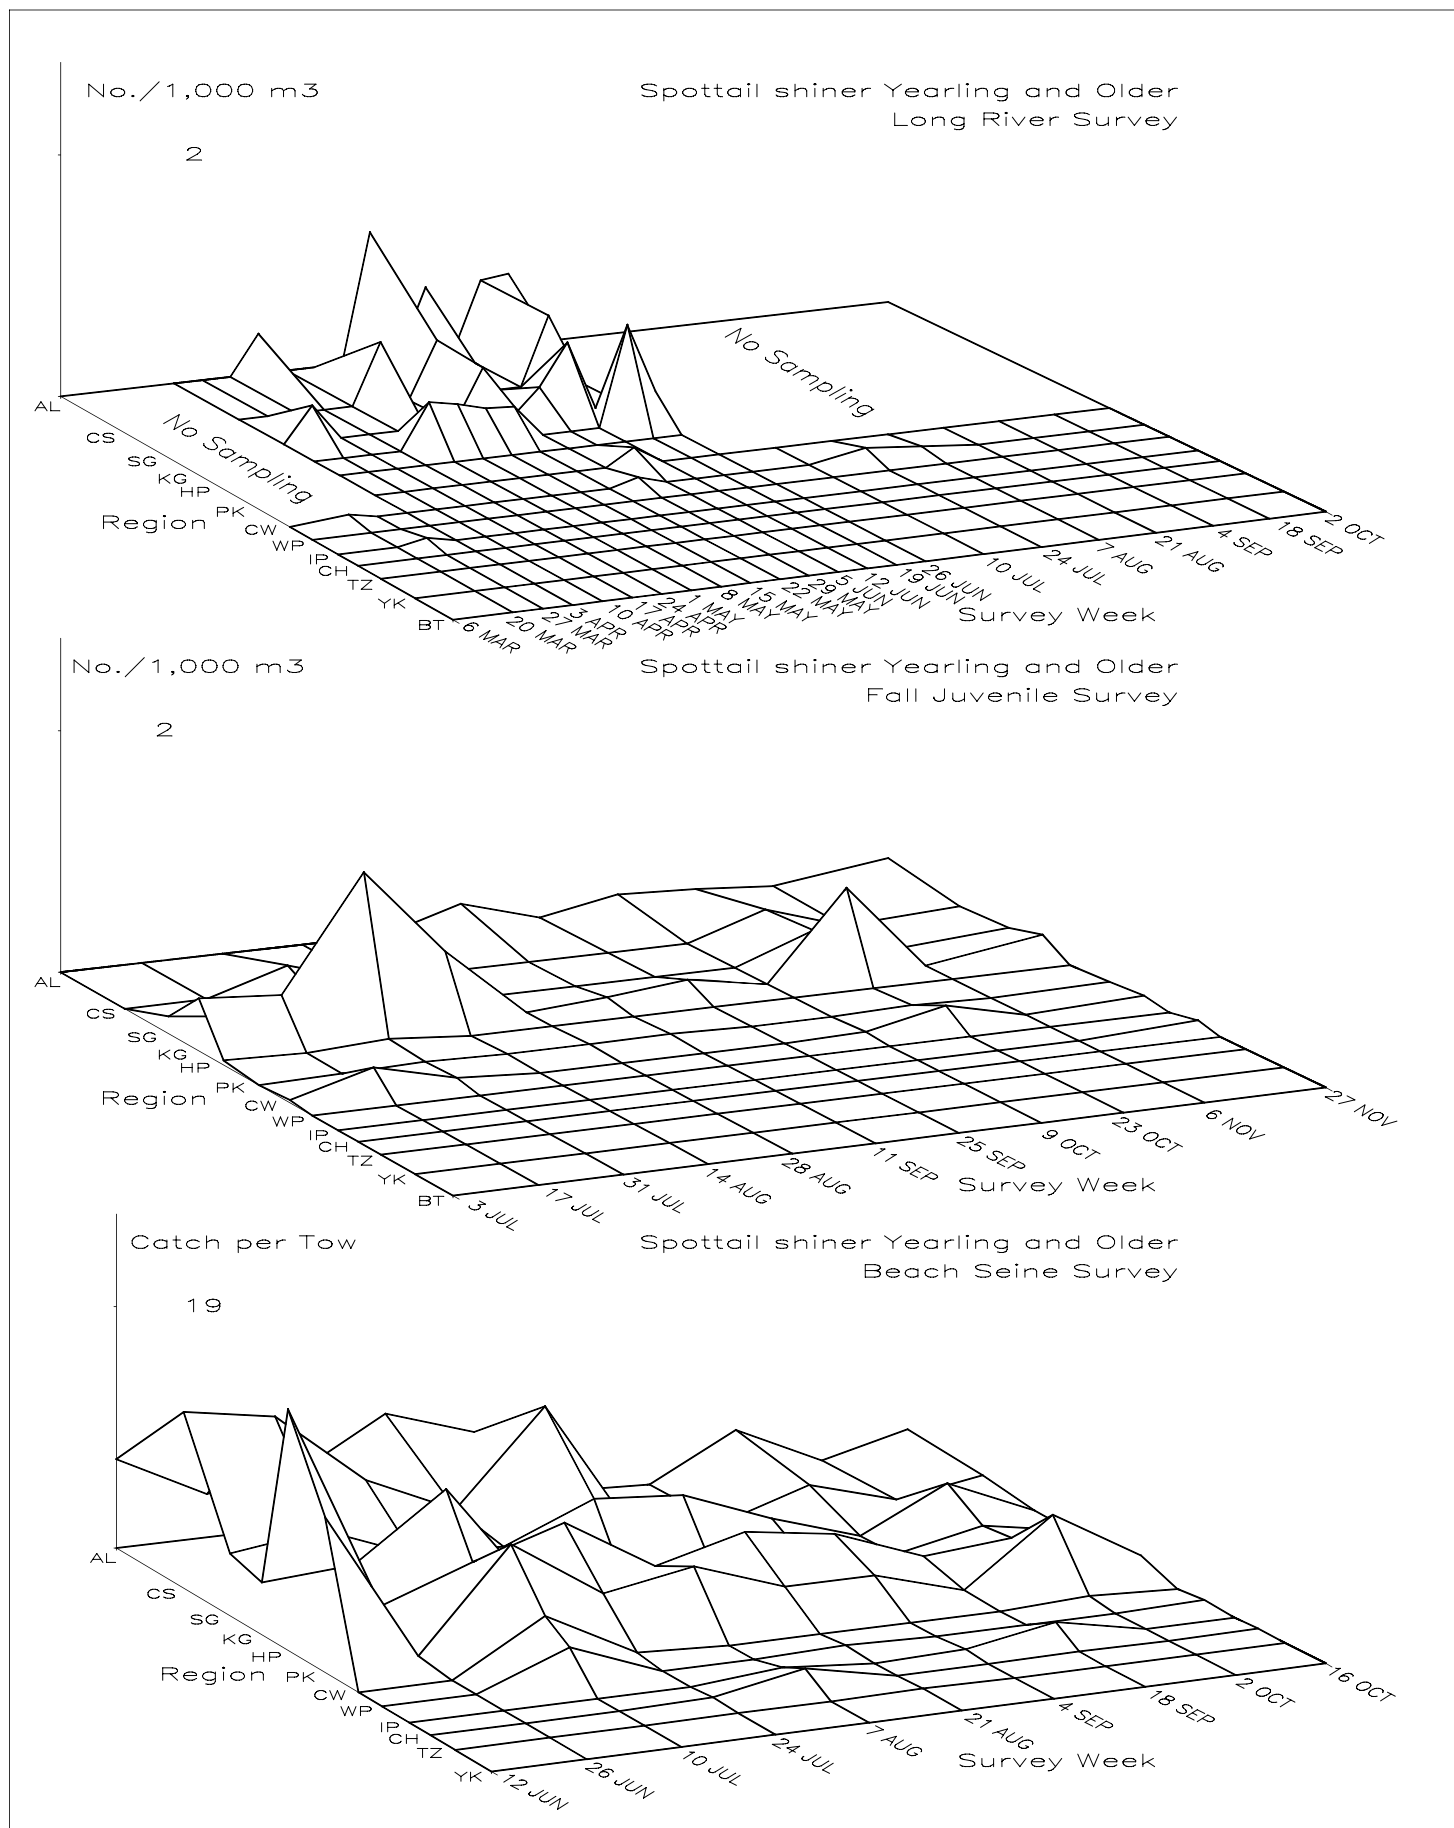 No./1,000 m3
Spottail shiner Yearling and Older
Long River Survey
2
No Sampling
No Sampling
AL
CS
SG
KG
HP
PK
CW
WP
IP
CH
TZ
YK
BT
Region
6 MAR
20 MAR
27 MAR
3 APR
10 APR
17 APR
24 APR
1 MAY
8 MAY
15 MAY
22 MAY
29 MAY
5 JUN
12 JUN
19 JUN
26 JUN
10 JUL
24 JUL
7 AUG
21 AUG
4 SEP
18 SEP
2 OCT
Survey Week
No./1,000 m3
Spottail shiner Yearling and Older
Fall Juvenile Survey
2
AL
CS
SG
KG
HP
PK
CW
WP
IP
CH
TZ
YK
BT
Region
3 JUL
17 JUL
31 JUL
14 AUG
28 AUG
11 SEP
25 SEP
9 OCT
23 OCT
6 NOV
27 NOV
Survey Week
Catch per Tow
Spottail shiner Yearling and Older
Beach Seine Survey
19
AL
CS
SG
KG
HP
PK
CW
WP
IP
CH
TZ
YK
Region
12 JUN
26 JUN
10 JUL
24 JUL
7 AUG
21 AUG
4 SEP
18 SEP
2 OCT
16 OCT
Survey Week